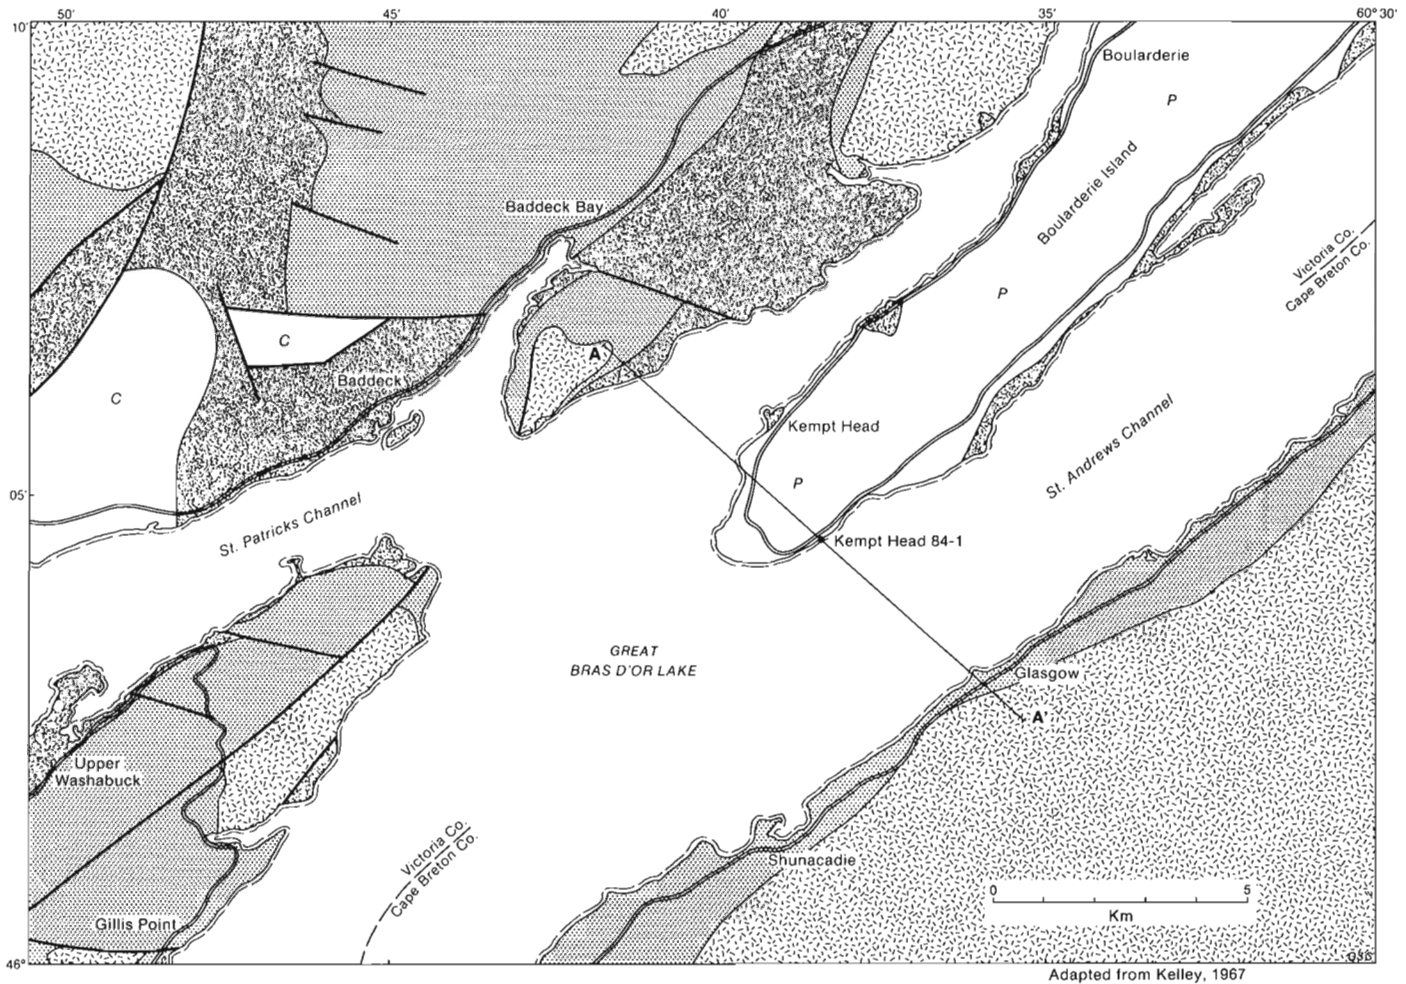 50'
45'
40'
35'
60° 30'
10'
Boularderie
P
Boularderie Island
Baddeck Bay
Victoria Co.
Cape Breton Co.
P
C
A
Baddeck
C
Kempt Head
St. Andrews Channel
P
05'
St. Patricks Channel
Kempt Head 84-1
GREAT
BRAS D'OR LAKE
Glasgow
A'
Upper
Washabuck
Victoria Co.
Cape Breton Co.
Shunacadie
0
5
Km
Gillis Point
46°
Adapted from Kelley, 1967